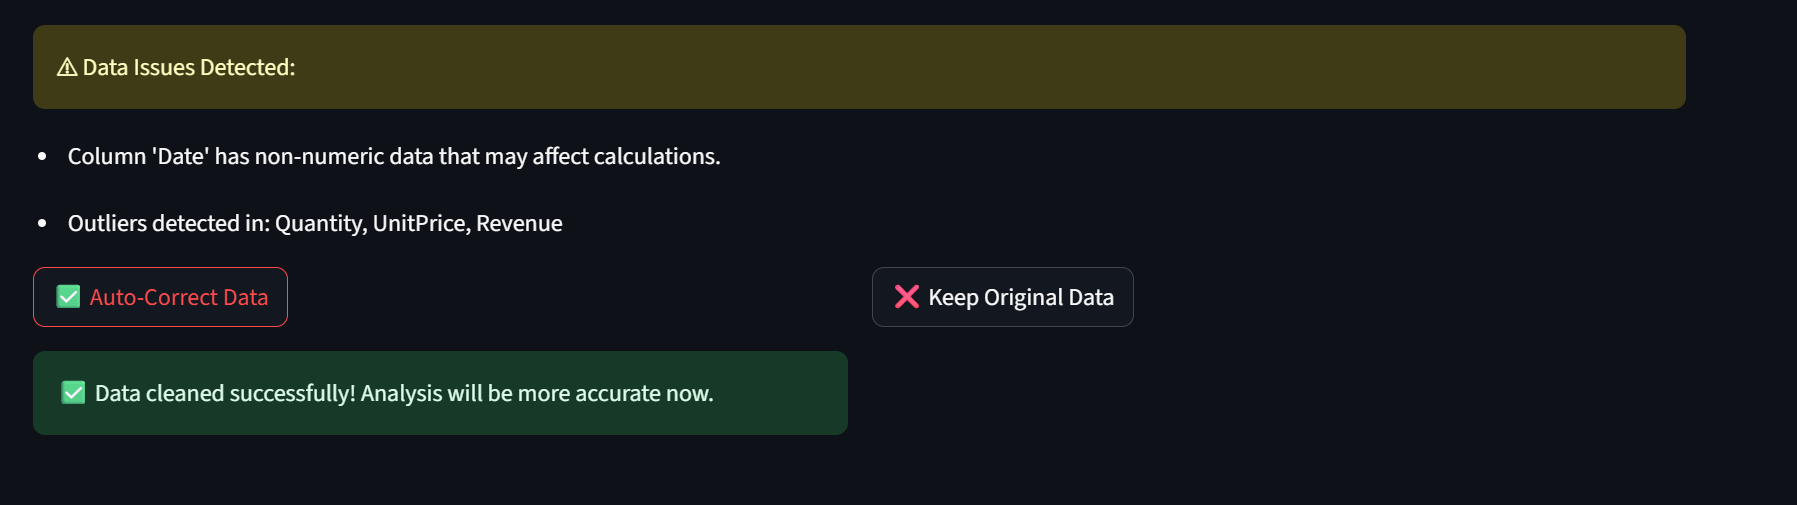 ⚠ Data Issues Detected:
• Column 'Date' has non-numeric data that may affect calculations.
• Outliers detected in: Quantity, UnitPrice, Revenue
✅ Auto-Correct Data
❌ Keep Original Data
✅ Data cleaned successfully! Analysis will be more accurate now.